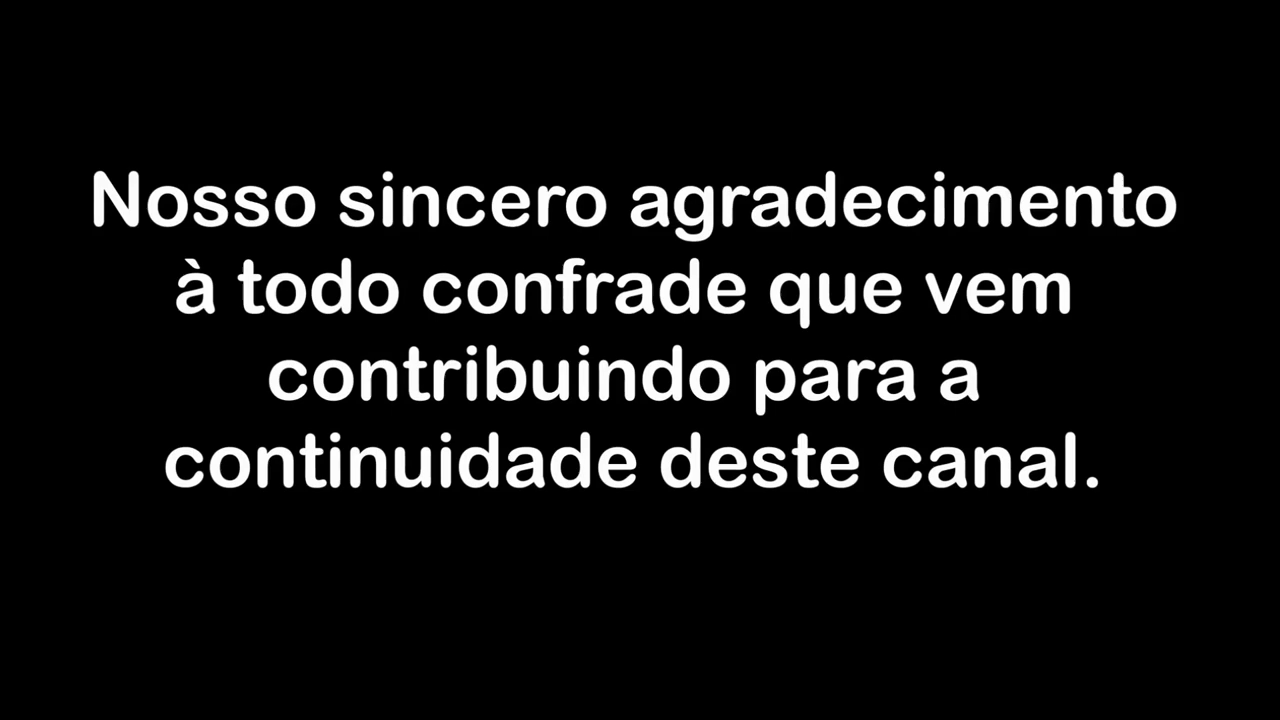 Nosso sincero agradecimento
à todo confrade que vem
contribuindo para a
continuidade deste canal.